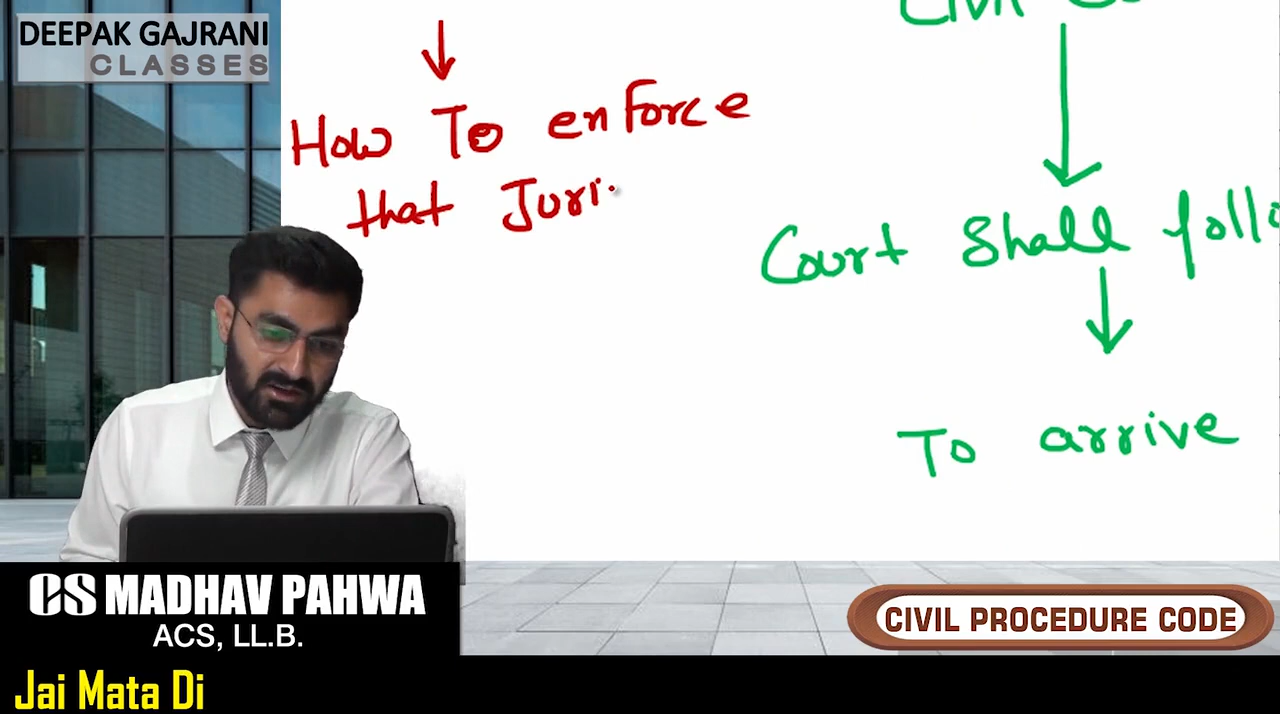 DEEPAK GAJRANI
CLASSES
How To enforce
that Juri
Civil
Court Shall
To arrive
CS MADHAV PAHWA
ACS, LL.B.
CIVIL PROCEDURE CODE
Jai Mata Di